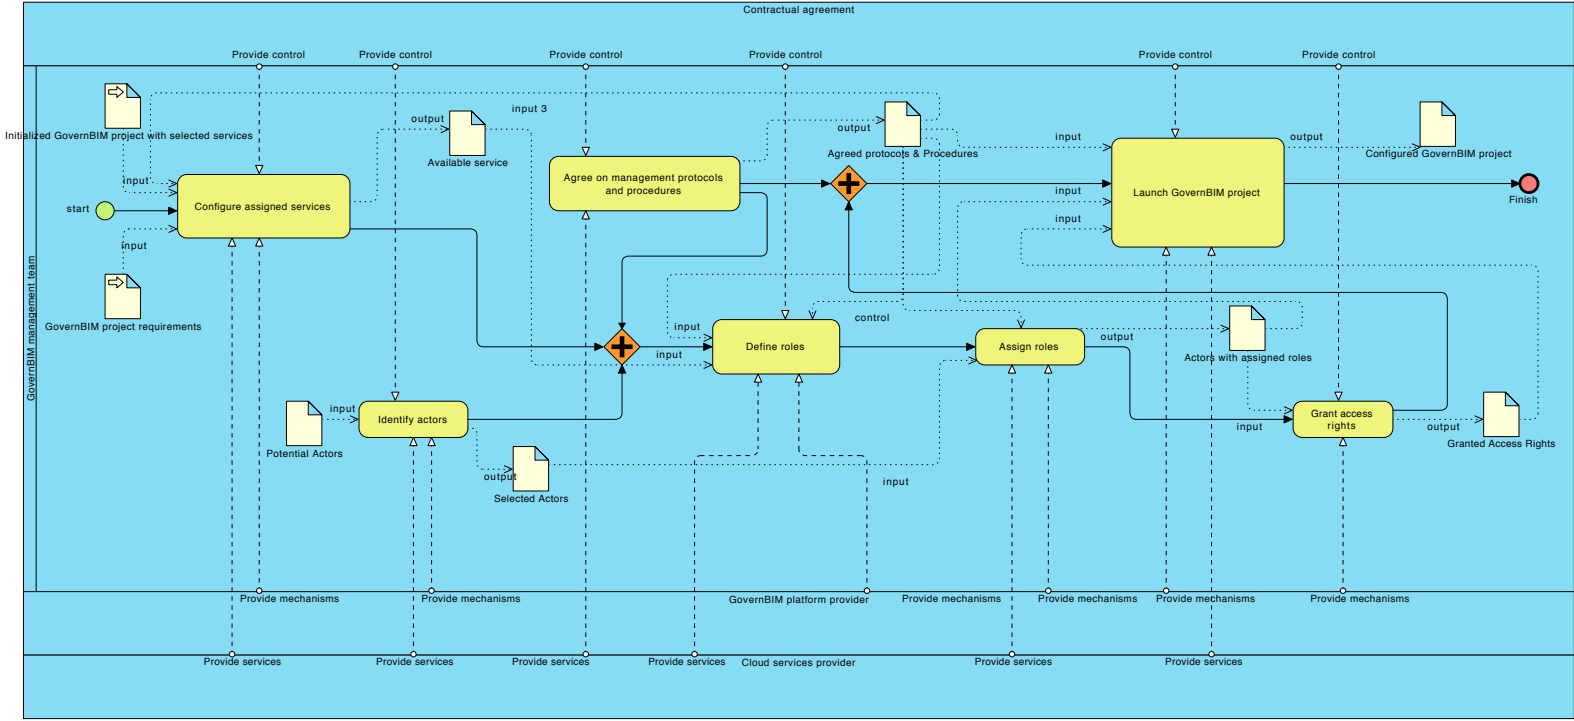 Contractual agreement
Provide control
Provide control
Provide control
Provide control
Provide control
Provide control
input 3
output
output
input
output
Initialized GovernBIM project with selected services
Available service
Agreed protocols & Procedures
Configured GovernBIM project
input
Agree on management protocols
and procedures
input
Launch GovernBIM project
start
Configure assigned services
Finish
input
input
GovernBIM management team
GovernBIM project requirements
control
input
input
Define roles
Assign roles
output
Actors with assigned roles
input
Identify actors
Grant access
rights
input
output
Potential Actors
Granted Access Rights
output
input
Selected Actors
Provide mechanisms
Provide mechanisms
GovernBIM platform provider
Provide mechanisms
Provide mechanisms
Provide mechanisms
Provide mechanisms
Provide services
Provide services
Provide services
Provide services
Cloud services provider
Provide services
Provide services